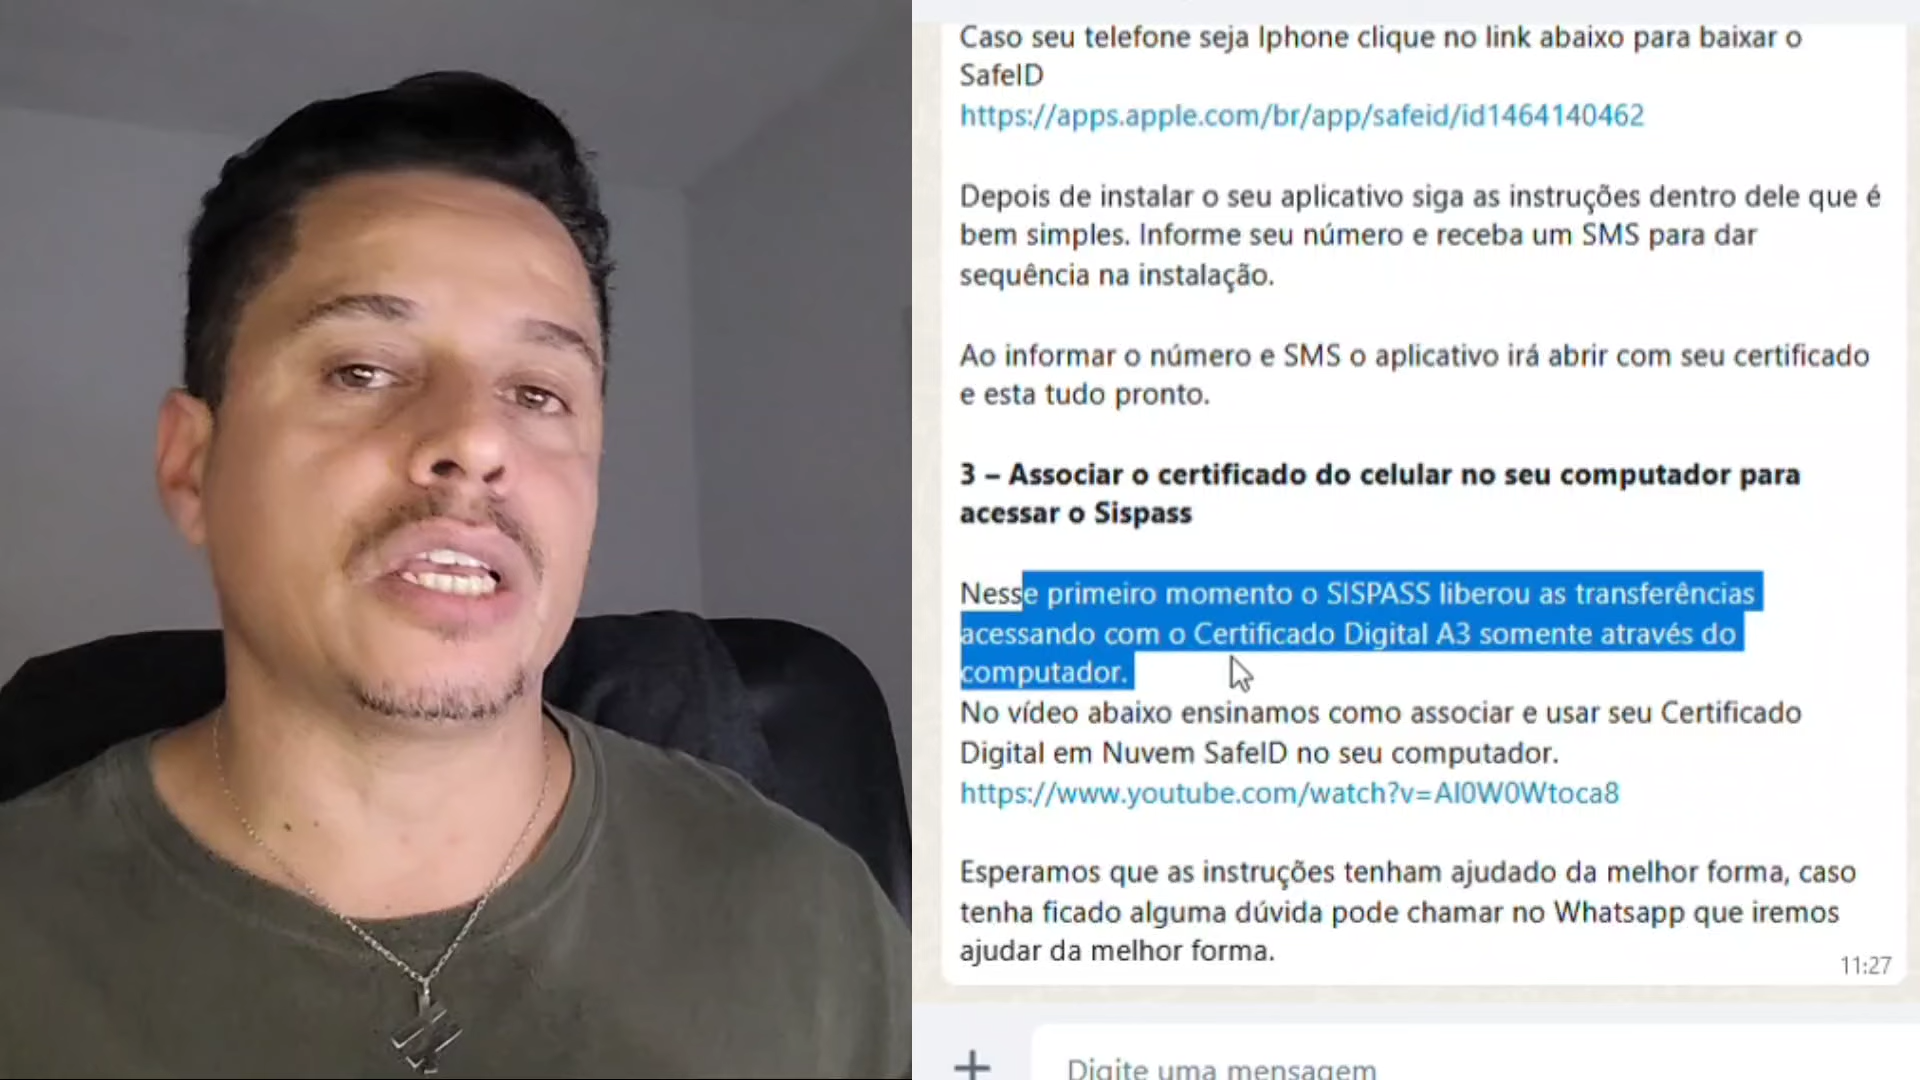 Caso seu telefone seja Iphone clique no link abaixo para baixar o
SafeID
https://apps.apple.com/br/app/safeid/id1464140462
Depois de instalar o seu aplicativo siga as instruções dentro dele que é
bem simples. Informe seu número e receba um SMS para dar
sequência na instalação.
Ao informar o número e SMS o aplicativo irá abrir com seu certificado
e esta tudo pronto.
3 – Associar o certificado do celular no seu computador para
acessar o Sispass
Nesse primeiro momento o SISPASS liberou as transferências
acessando com o Certificado Digital A3 somente através do
computador.
No vídeo abaixo ensinamos como associar e usar seu Certificado
Digital em Nuvem SafeID no seu computador.
https://www.youtube.com/watch?v=AI0W0Wtoca8
Esperamos que as instruções tenham ajudado da melhor forma, caso
tenha ficado alguma dúvida pode chamar no Whatsapp que iremos
ajudar da melhor forma.
11:27
Digite uma mensagem